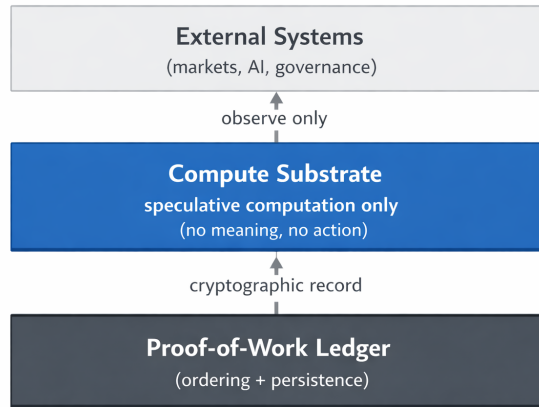 External Systems
(markets, AI, governance)
observe only
Compute Substrate
speculative computation only
(no meaning, no action)
cryptographic record
Proof-of-Work Ledger
(ordering + persistence)